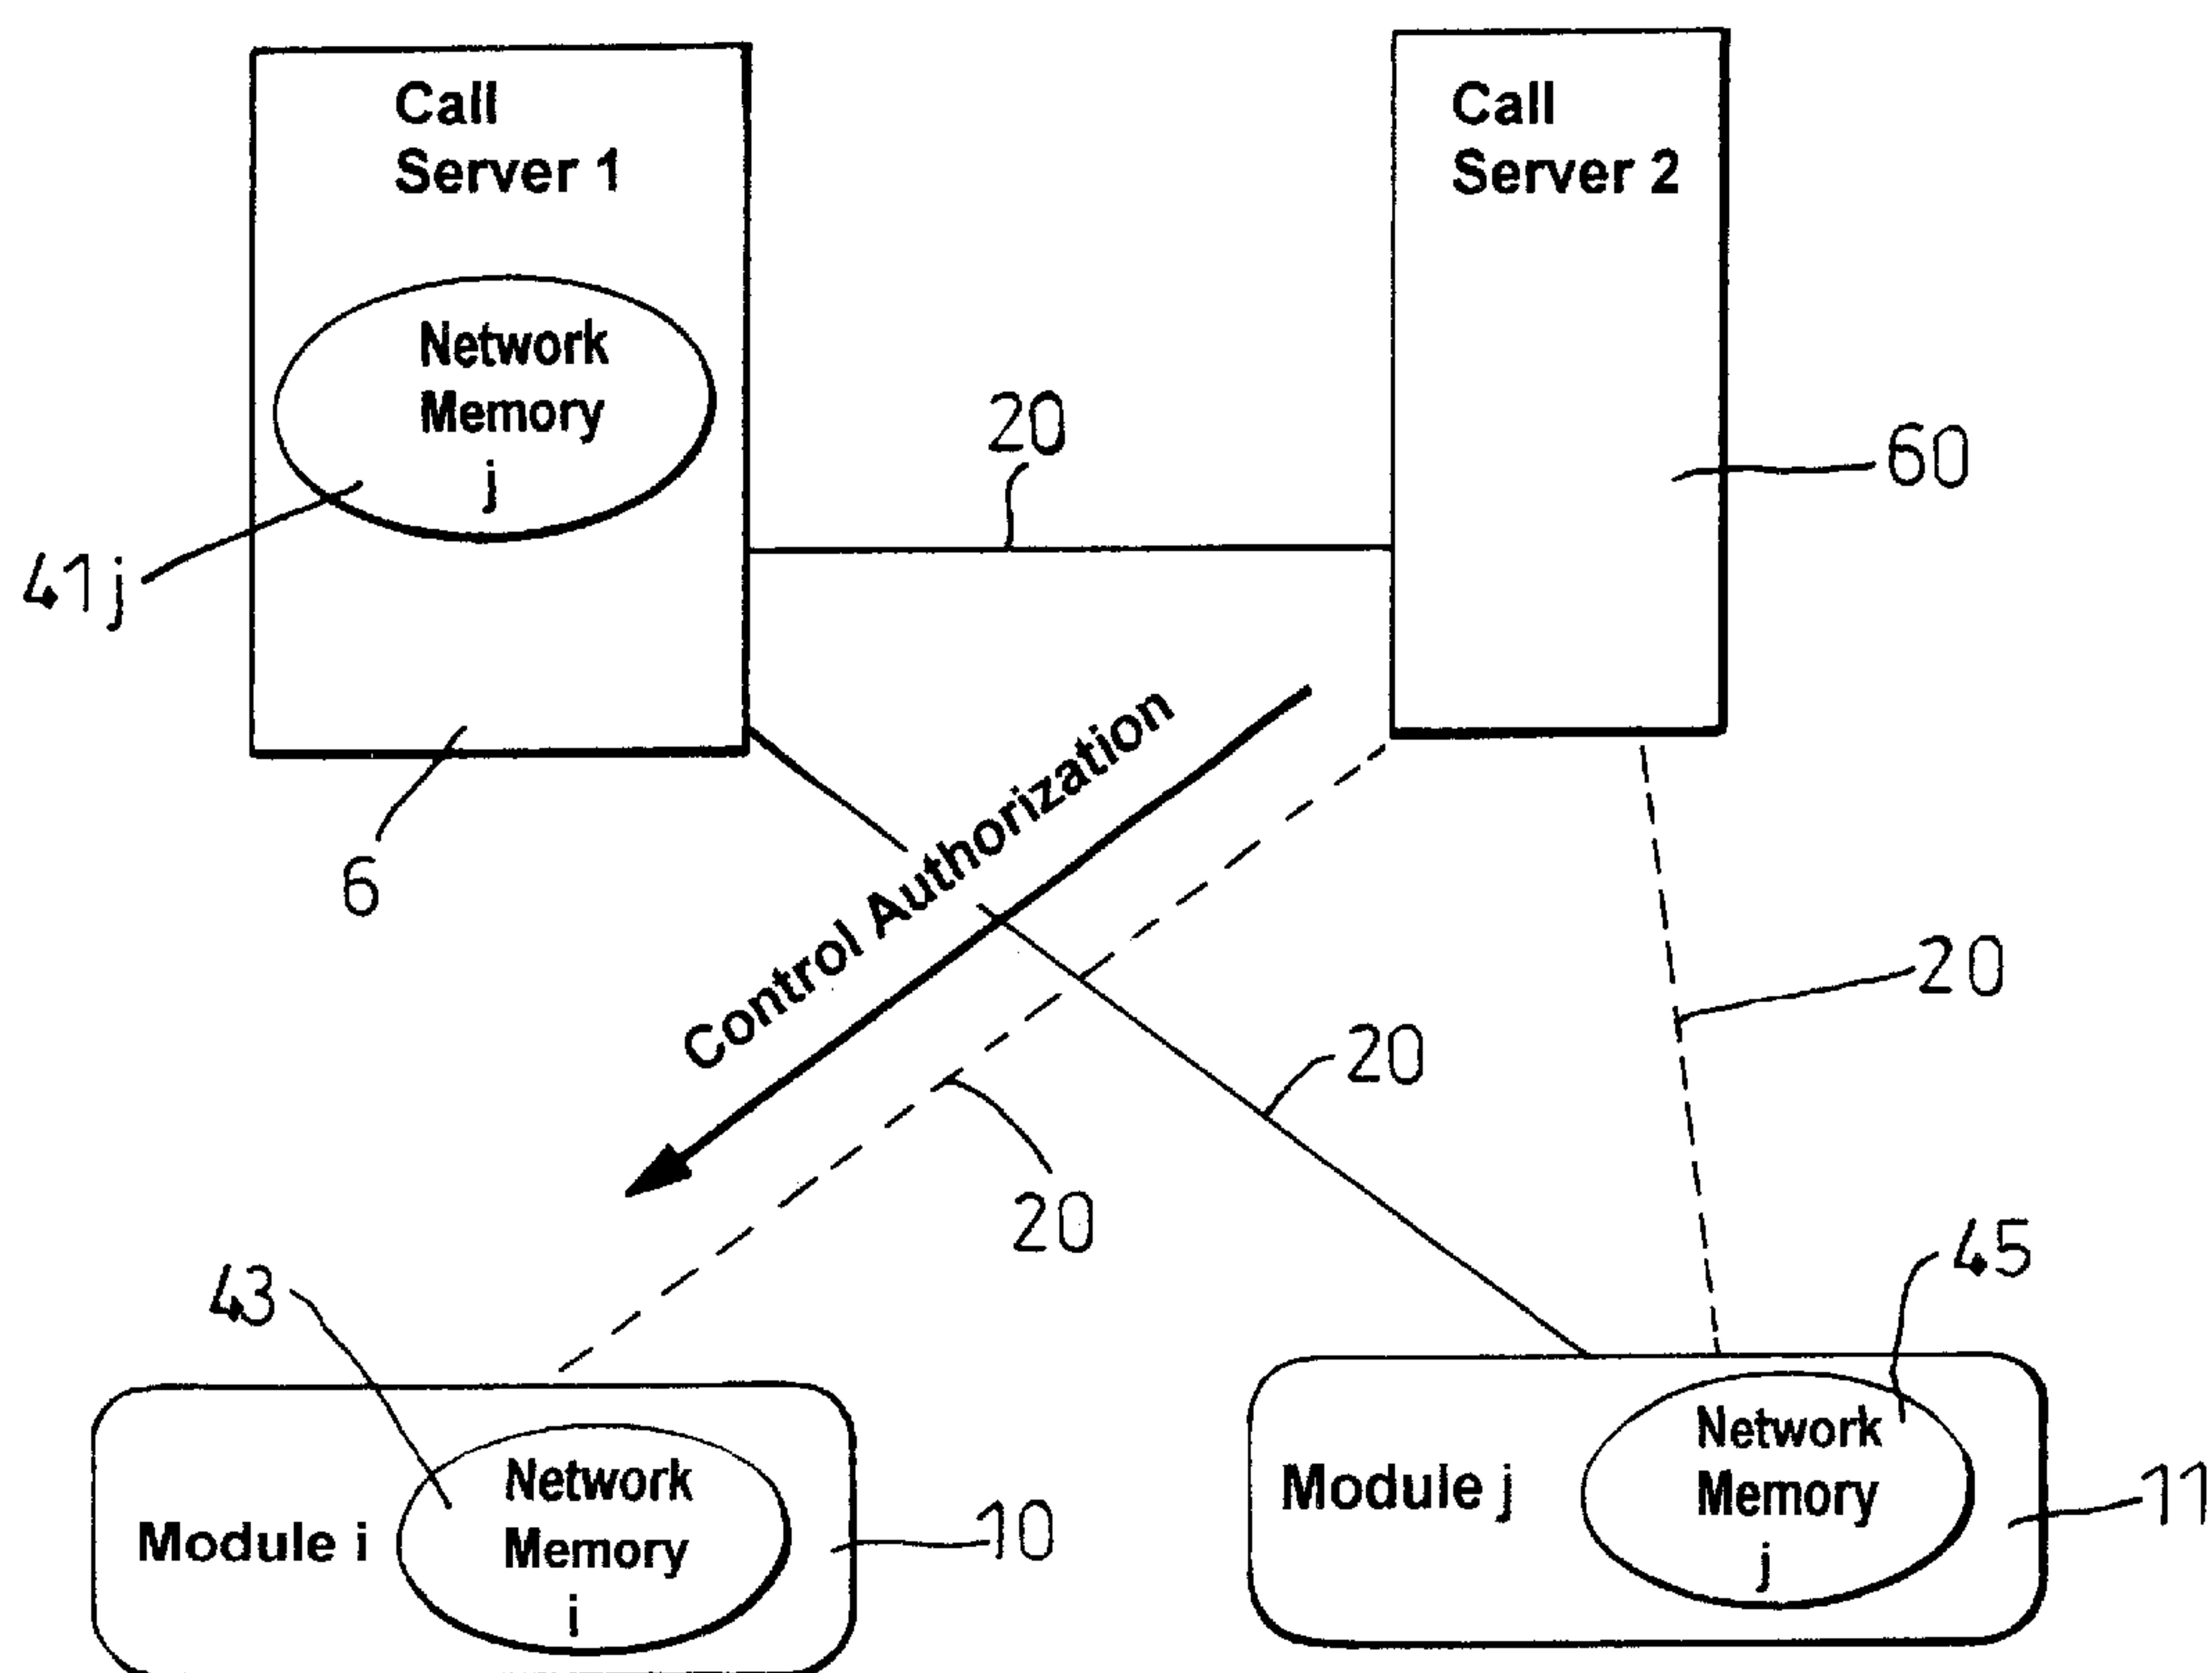 Call
Server 1
Call
Server 2
Network
Memory
j
20
60
41j
6
Control Authorization
20
20
20
43
45
Module i
Network
Memory
i
10
Module j
Network
Memory
j
11